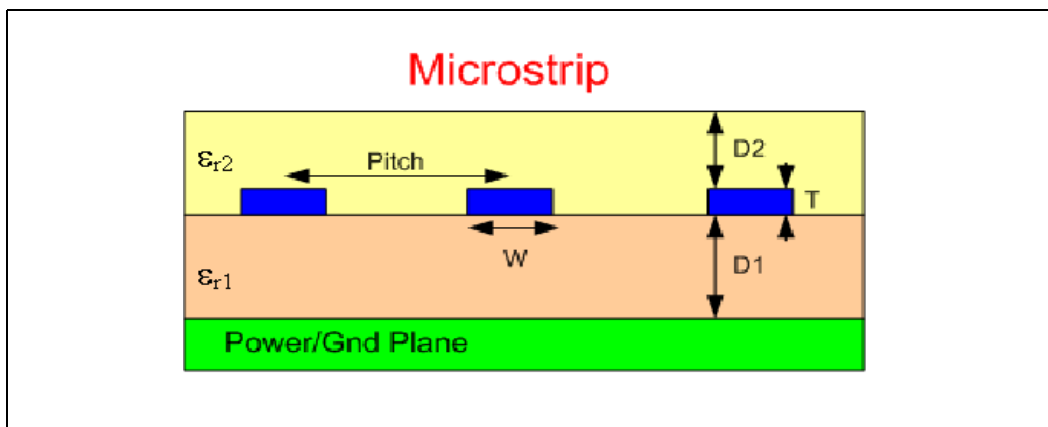 Microstrip
εr2
Pitch
D2
T
W
εr1
D1
Power/Gnd Plane